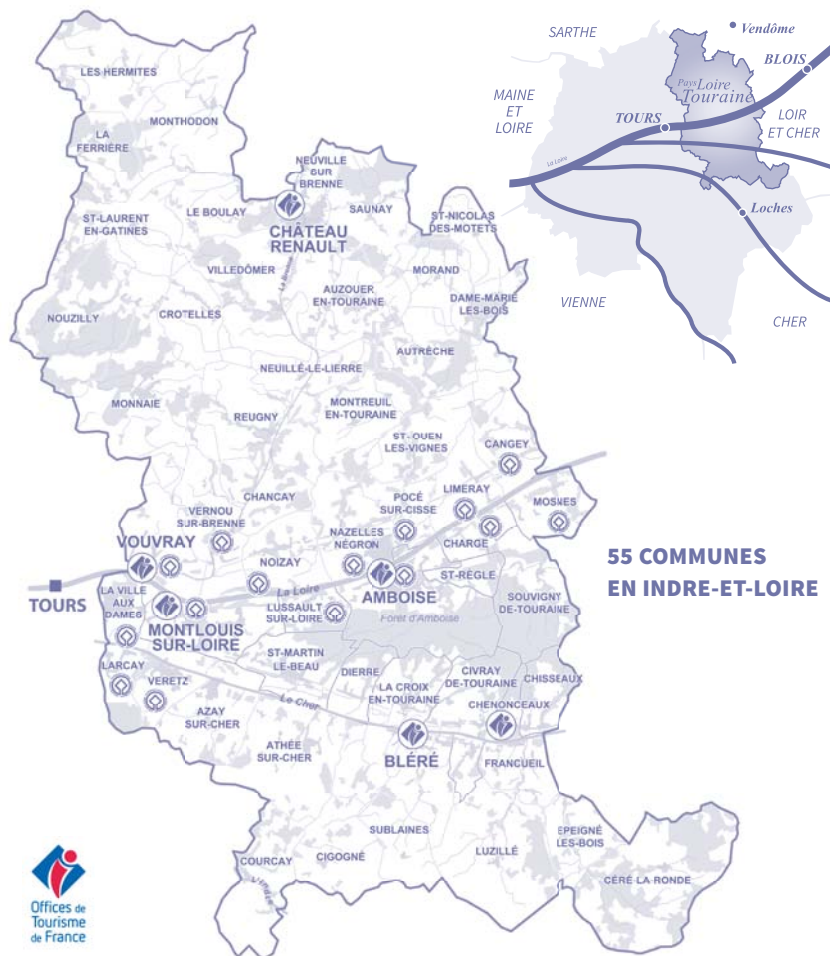 SARTHE
Vendôme
BLOIS
MAINE
ET
LOIRE
Pays Loire
Touraine
TOURS
LOIR
ET CHER
La Loire
Loches
VIENNE
CHER
LES HERMITES
MONTHODON
LA
FERRIÈRE
NEUVILLE
SUR
BRENNE
ST-LAURENT
EN-GATINES
LE BOULAY
SAUNAY
CHÂTEAU
RENAULT
ST-NICOLAS
DES-MOTETS
VILLEDÔMER
La Brenne
MORAND
AUZOUER
EN-TOURAINE
DAME-MARIE
LES-BOIS
NOUZILLY
CROTELLES
AUTRÈCHE
NEUILLÉ-LE-LIERRE
MONNAIE
REUGNY
MONTREUIL
EN-TOURAINE
ST-OUEN
LES-VIGNES
CANGEY
CHANCAY
LIMERAY
MOSNES
VERNOU
SUR-BRENNE
POCÉ
SUR-CISSE
VOUVRAY
NAZELLES
NÉGRON
CHARGE
NOIZAY
ST-RÈGLE
55 COMMUNES
EN INDRE-ET-LOIRE
TOURS
LA VILLE
AUX
DAMES
La Loire
AMBOISE
SOUVIGNY
DE-TOURAINE
LUSSAULT
SUR-LOIRE
Foret d'Amboise
MONTLOUIS
SUR-LOIRE
ST-MARTIN
LE-BEAU
DIERRE
CIVRAY
DE-TOURAINE
CHISSEAUX
LARCAY
VERETZ
LA CROIX
EN-TOURAINE
CHENONCEAUX
AZAY
SUR-CHER
Le Cher
ATHÉE
SUR-CHER
BLÉRÉ
FRANCUEIL
SUBLAINES
EPEIGNÉ
LES-BOIS
COURCAY
CIGOGNÉ
LUZILLÉ
CÉRÉ-LA-RONDE
L'Indre
Offices de
Tourisme
de France